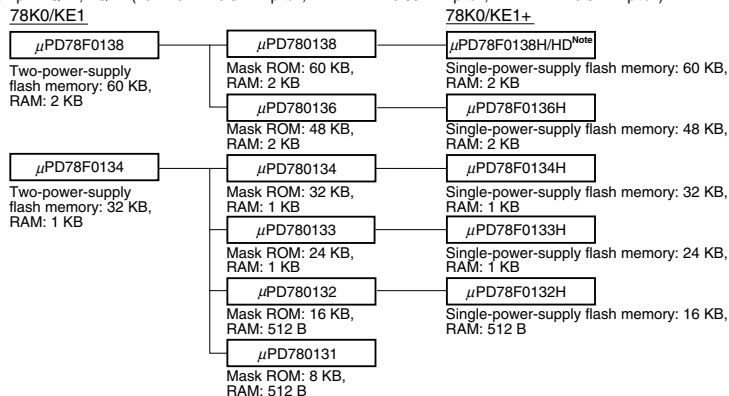 78K0/KE1
78K0/KE1+
μPD78F0138
μPD780138
μPD78F0138H/HDNote
Two-power-supply
flash memory: 60 KB,
RAM: 2 KB
Mask ROM: 60 KB,
RAM: 2 KB
Single-power-supply flash memory: 60 KB,
RAM: 2 KB
μPD780136
μPD78F0136H
Mask ROM: 48 KB,
RAM: 2 KB
Single-power-supply flash memory: 48 KB,
RAM: 2 KB
μPD78F0134
μPD780134
μPD78F0134H
Two-power-supply
flash memory: 32 KB,
RAM: 1 KB
Mask ROM: 32 KB,
RAM: 1 KB
Single-power-supply flash memory: 32 KB,
RAM: 1 KB
μPD780133
μPD78F0133H
Mask ROM: 24 KB,
RAM: 1 KB
Single-power-supply flash memory: 24 KB,
RAM: 1 KB
μPD780132
μPD78F0132H
Mask ROM: 16 KB,
RAM: 512 B
Single-power-supply flash memory: 16 KB,
RAM: 512 B
μPD780131
Mask ROM: 8 KB,
RAM: 512 B